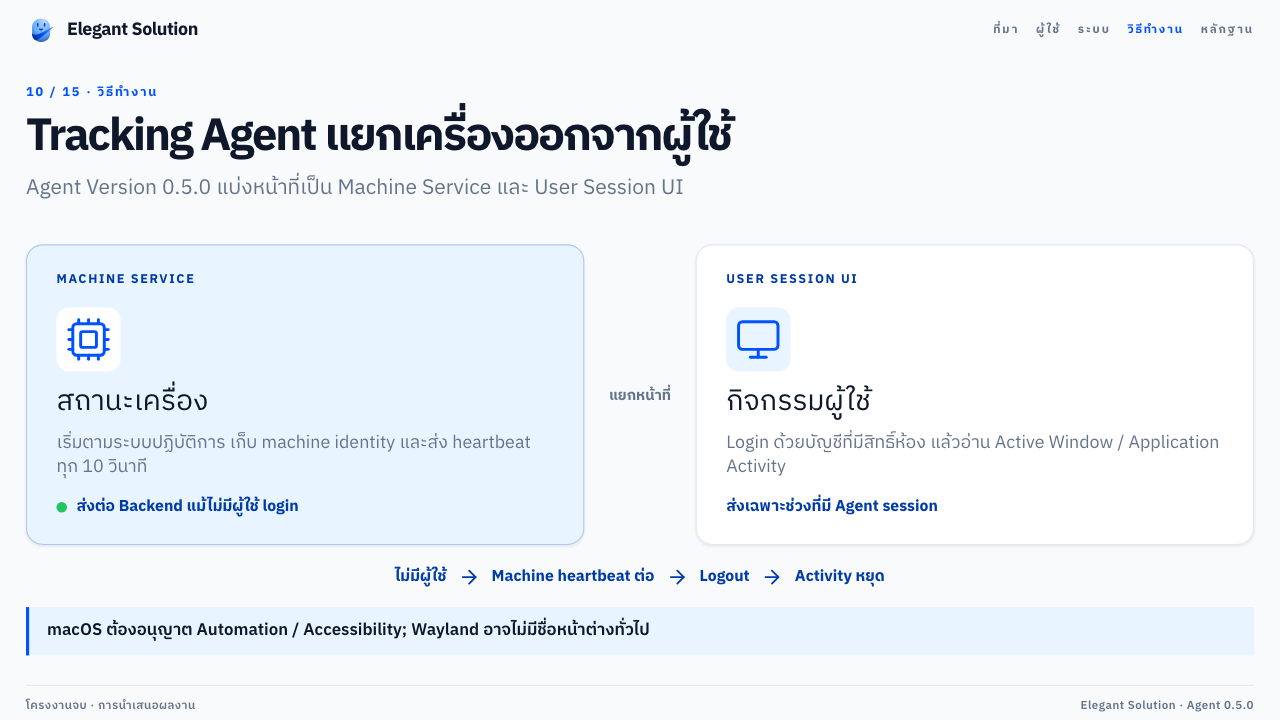 Elegant Solution
ที่มา ผู้ใช้ ระบบ วิธีทำงาน หลักฐาน
10 / 15 · วิธีทำงาน
Tracking Agent แยกเครื่องออกจากผู้ใช้
Agent Version 0.5.0 แบ่งหน้าที่เป็น Machine Service และ User Session UI
MACHINE SERVICE
สถานะเครื่อง
เริ่มตามระบบปฏิบัติการ เก็บ machine identity และส่ง heartbeat
ทุก 10 วินาที
ส่งต่อ Backend แม้ไม่มีผู้ใช้ login
แยกหน้าที่
USER SESSION UI
กิจกรรมผู้ใช้
Login ด้วยบัญชีที่มีสิทธิ์ห้อง แล้วอ่าน Active Window / Application
Activity
ส่งเฉพาะช่วงที่มี Agent session
ไม่มีผู้ใช้ → Machine heartbeat ต่อ → Logout → Activity หยุด
macOS ต้องอนุญาต Automation / Accessibility; Wayland อาจไม่มีชื่อหน้าต่างทั่วไป
โครงงานจบ · การนำเสนอผลงาน
Elegant Solution · Agent 0.5.0